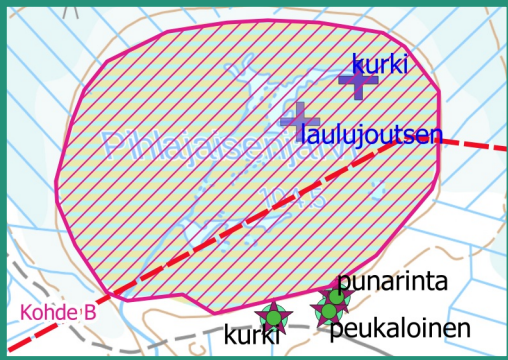 kurki
laulujoutsen
Pihlajaisenjärvi
104.5
punarinta
Kohde B
kurki
peukaloinen